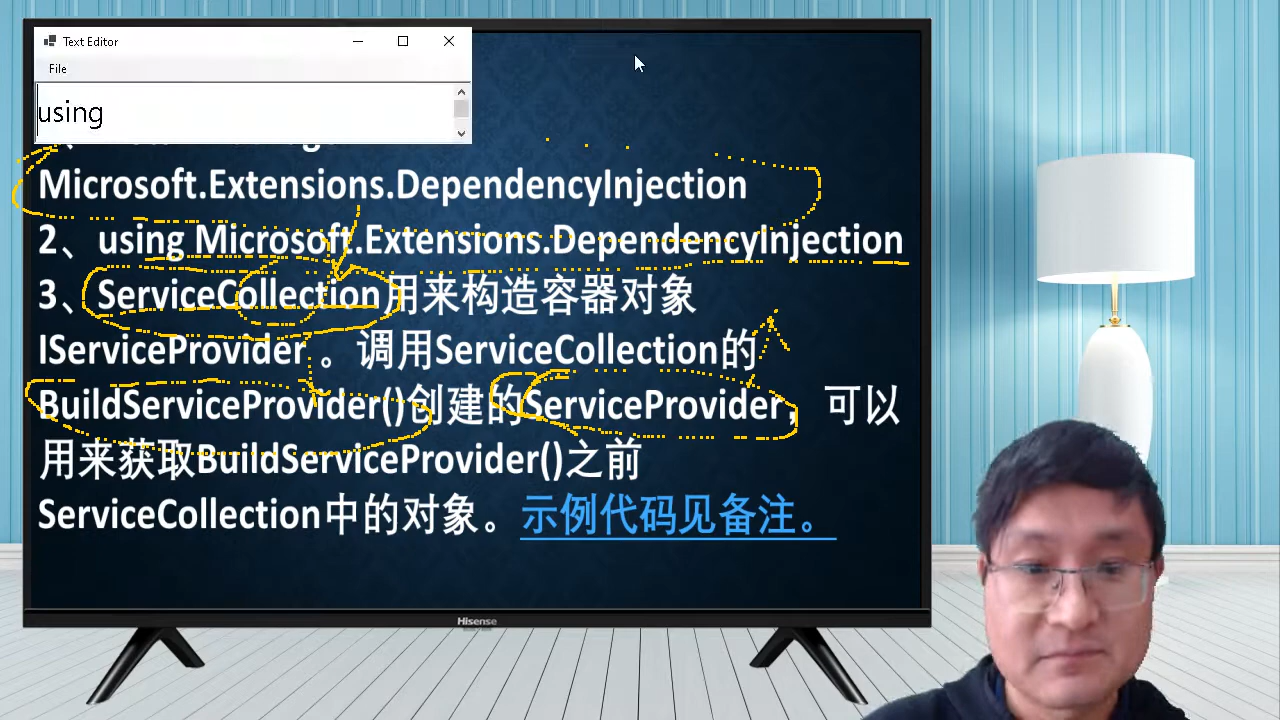 Text Editor
File
using
Microsoft.Extensions.DependencyInjection
2、using Microsoft.Extensions.DependencyInjection
3、ServiceCollection用来构造容器对象
IServiceProvider 。调用ServiceCollection的
BuildServiceProvider()创建的ServiceProvider, 可以
用来获取BuildServiceProvider()之前
ServiceCollection中的对象。示例代码见备注。
Hisense